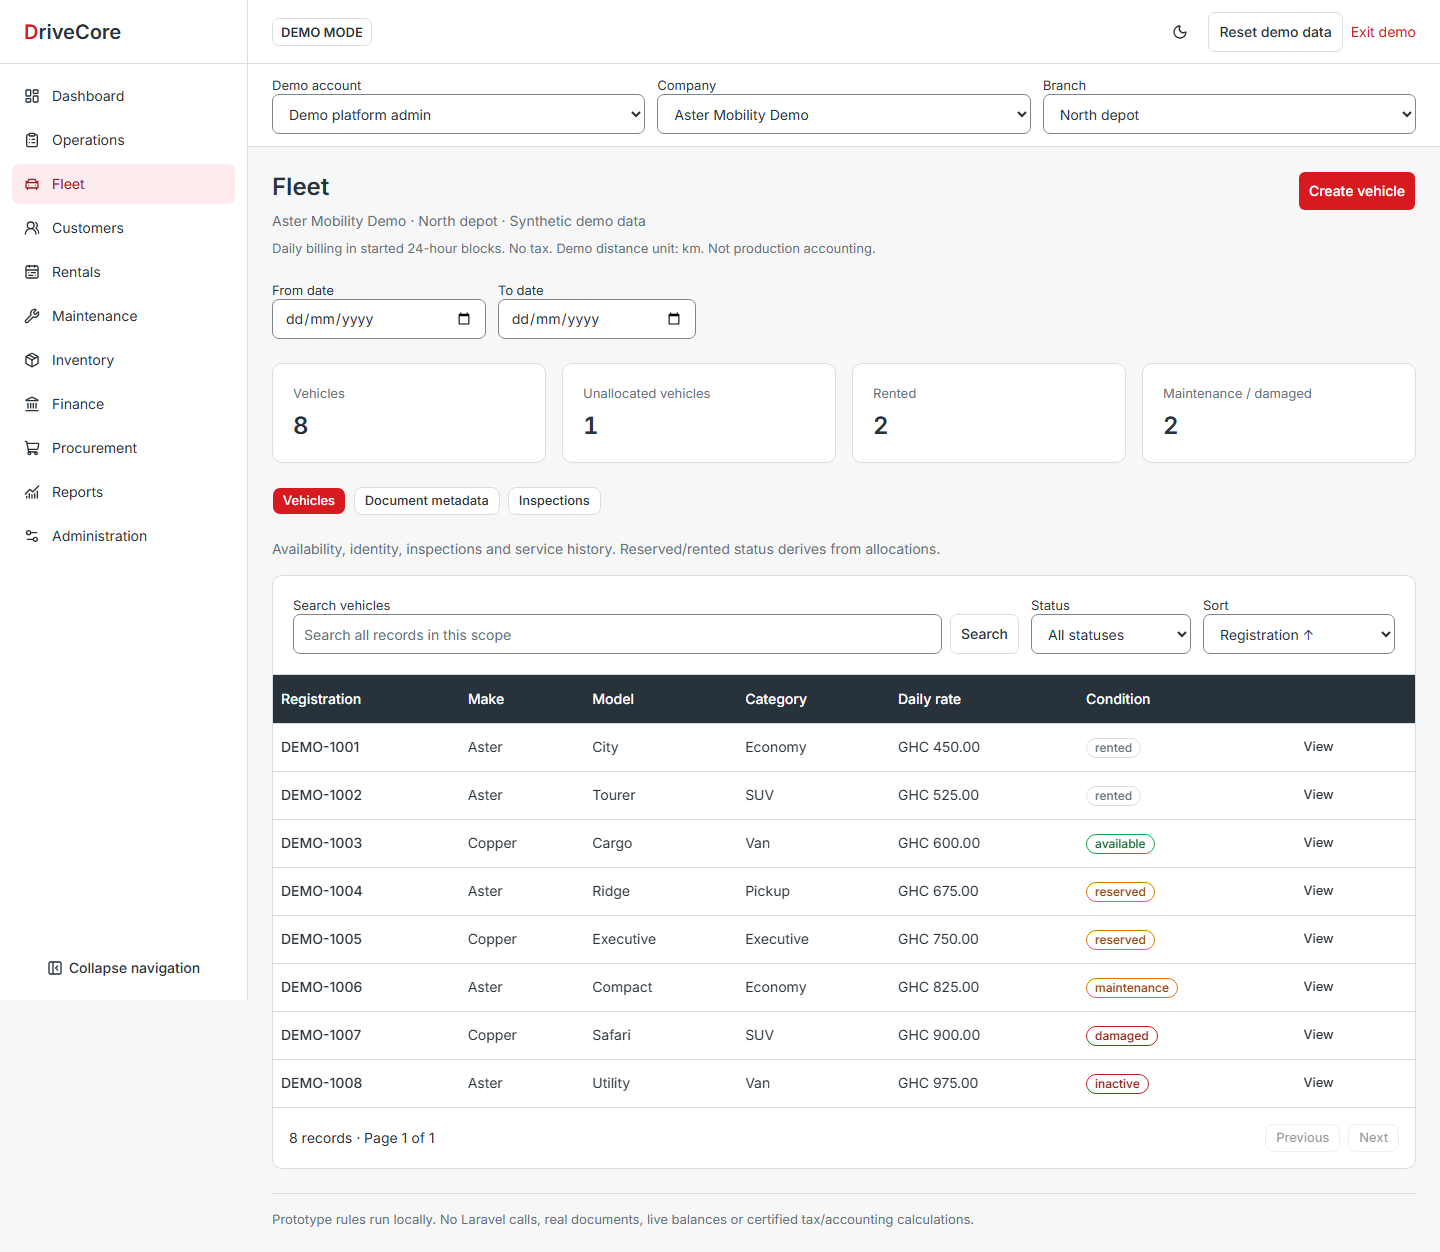 DriveCore
DEMO MODE
Reset demo data
Exit demo
Dashboard
Operations
Fleet
Customers
Rentals
Maintenance
Inventory
Finance
Procurement
Reports
Administration
Collapse navigation
Demo account
Demo platform admin
Company
Aster Mobility Demo
Branch
North depot
Fleet
Create vehicle
Aster Mobility Demo · North depot · Synthetic demo data
Daily billing in started 24-hour blocks. No tax. Demo distance unit: km. Not production accounting.
From date
dd/mm/yyyy
To date
dd/mm/yyyy
Vehicles
8
Unallocated vehicles
1
Rented
2
Maintenance / damaged
2
Vehicles Document metadata Inspections
Availability, identity, inspections and service history. Reserved/rented status derives from allocations.
Search vehicles
Search all records in this scope
Search
Status
All statuses
Sort
Registration ↑
Registration Make Model Category Daily rate Condition
DEMO-1001 Aster City Economy GHC 450.00 rented View
DEMO-1002 Aster Tourer SUV GHC 525.00 rented View
DEMO-1003 Copper Cargo Van GHC 600.00 available View
DEMO-1004 Aster Ridge Pickup GHC 675.00 reserved View
DEMO-1005 Copper Executive Executive GHC 750.00 reserved View
DEMO-1006 Aster Compact Economy GHC 825.00 maintenance View
DEMO-1007 Copper Safari SUV GHC 900.00 damaged View
DEMO-1008 Aster Utility Van GHC 975.00 inactive View
8 records · Page 1 of 1
Previous Next
Prototype rules run locally. No Laravel calls, real documents, live balances or certified tax/accounting calculations.